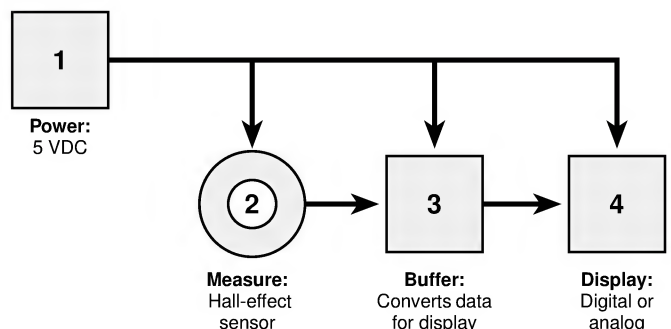 1
Power:
5 VDC
2
3
4
Measure:
Hall-effect
sensor
Buffer:
Converts data
for display
Display:
Digital or
analog